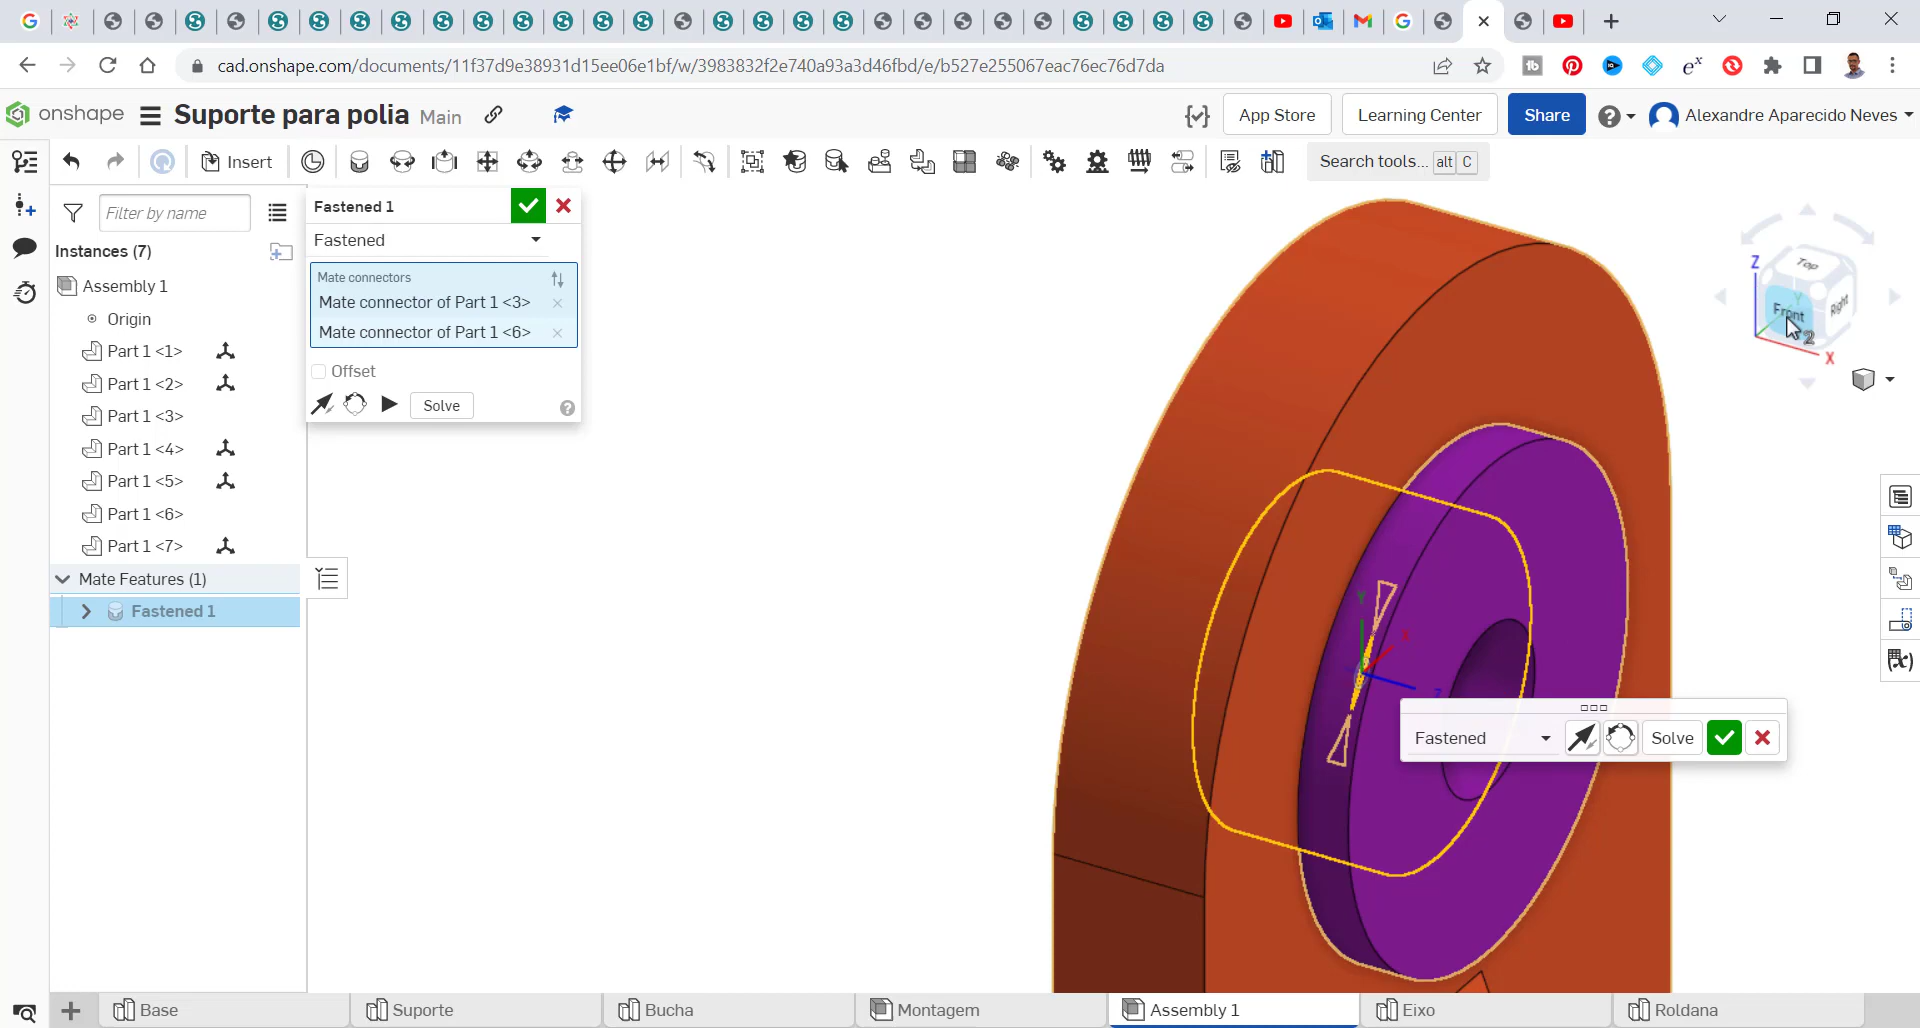 cad.onshape.com/documents/11f37d9e38931d15ee06e1bf/w/3983832f2e740a93a3d46fbd/e/b527e255067eac76ec76d7da
onshape Suporte para polia Main
App Store Learning Center Share Alexandre Aparecido Neves
Insert
Search tools... alt C
Filter by name
Instances (7)
Assembly 1
Origin
Part 1 <1>
Part 1 <2>
Part 1 <3>
Part 1 <4>
Part 1 <5>
Part 1 <6>
Part 1 <7>
Mate Features (1)
Fastened 1
Fastened 1
Fastened
Mate connectors
Mate connector of Part 1 <3>
Mate connector of Part 1 <6>
Offset
Solve
Z
Top
Y
Front
Right
X
2
Y
X
Z
Fastened Solve
Base Suporte Bucha Montagem Assembly 1 Eixo Roldana